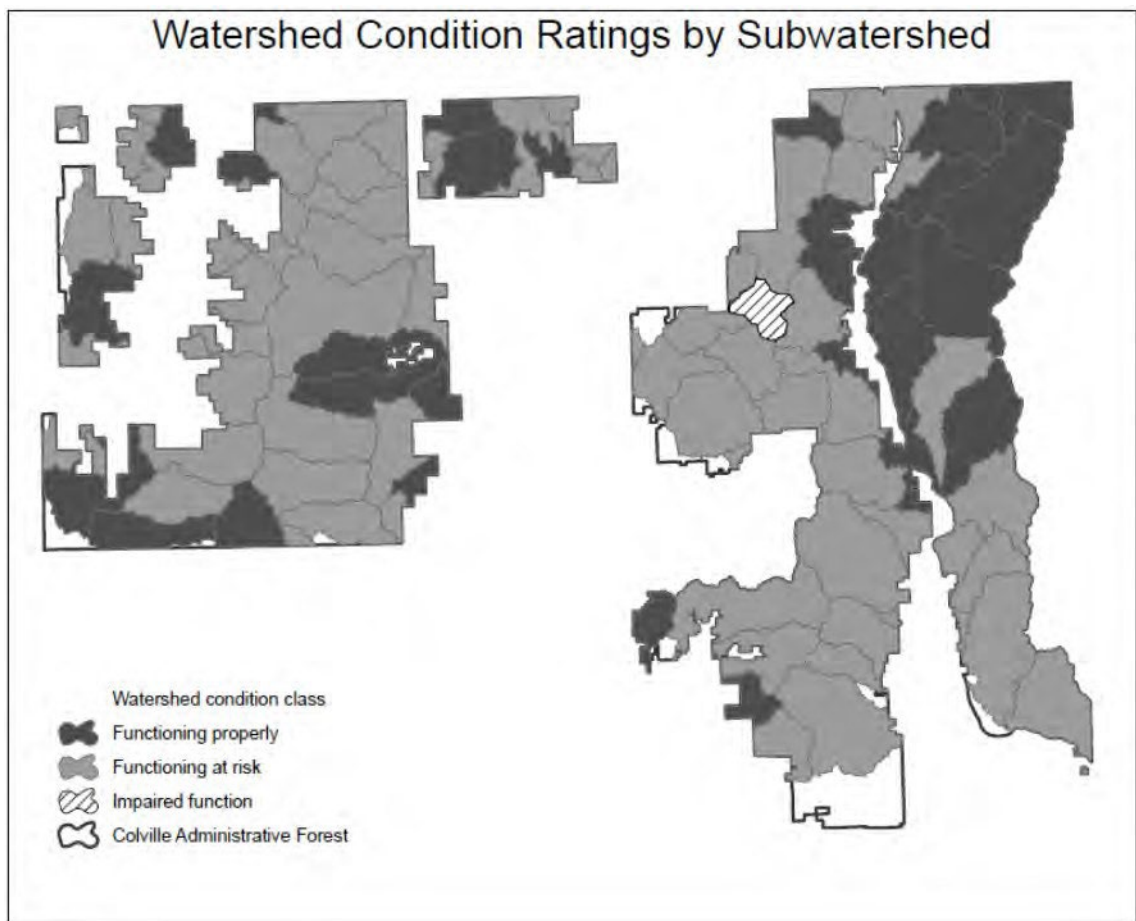 Watershed Condition Ratings by Subwatershed
Watershed condition class
Functioning properly
Functioning at risk
Impaired function
Colville Administrative Forest